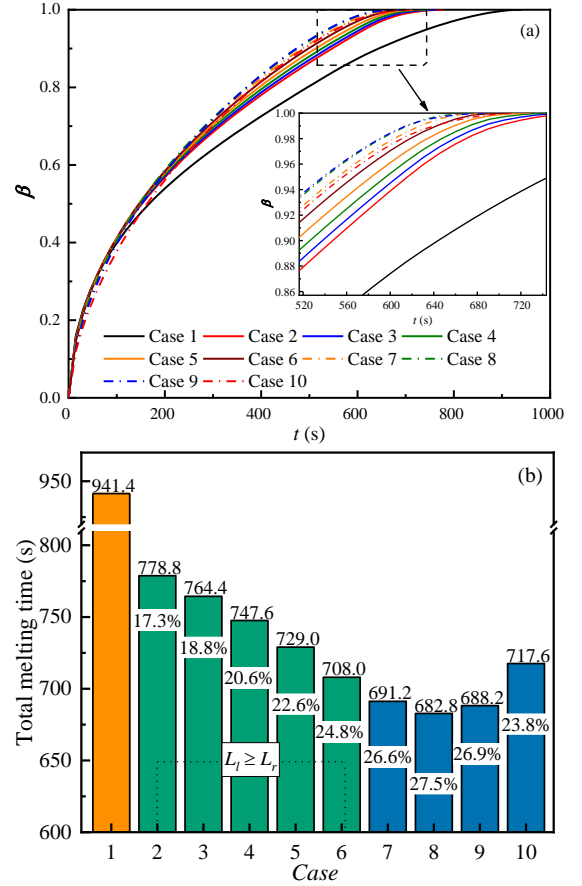 1.0
(a)
0.8
0.6
0.4
0.2
0.0
β
0 200 400 600 800 1000
t (s)
1.00
0.98
0.96
0.94
0.92
0.90
0.88
0.86
β
520 560 600 640 680 720
t (s)
Case 1 Case 2 Case 3 Case 4
Case 5 Case 6 Case 7 Case 8
Case 9 Case 10
(b)
950
800
750
700
650
600
Total melting time (s)
941.4
778.8
17.3%
764.4
18.8%
747.6
20.6%
729.0
22.6%
708.0
24.8%
691.2
26.6%
682.8
27.5%
688.2
26.9%
717.6
23.8%
L_l ≥ L_r
1 2 3 4 5 6 7 8 9 10
Case